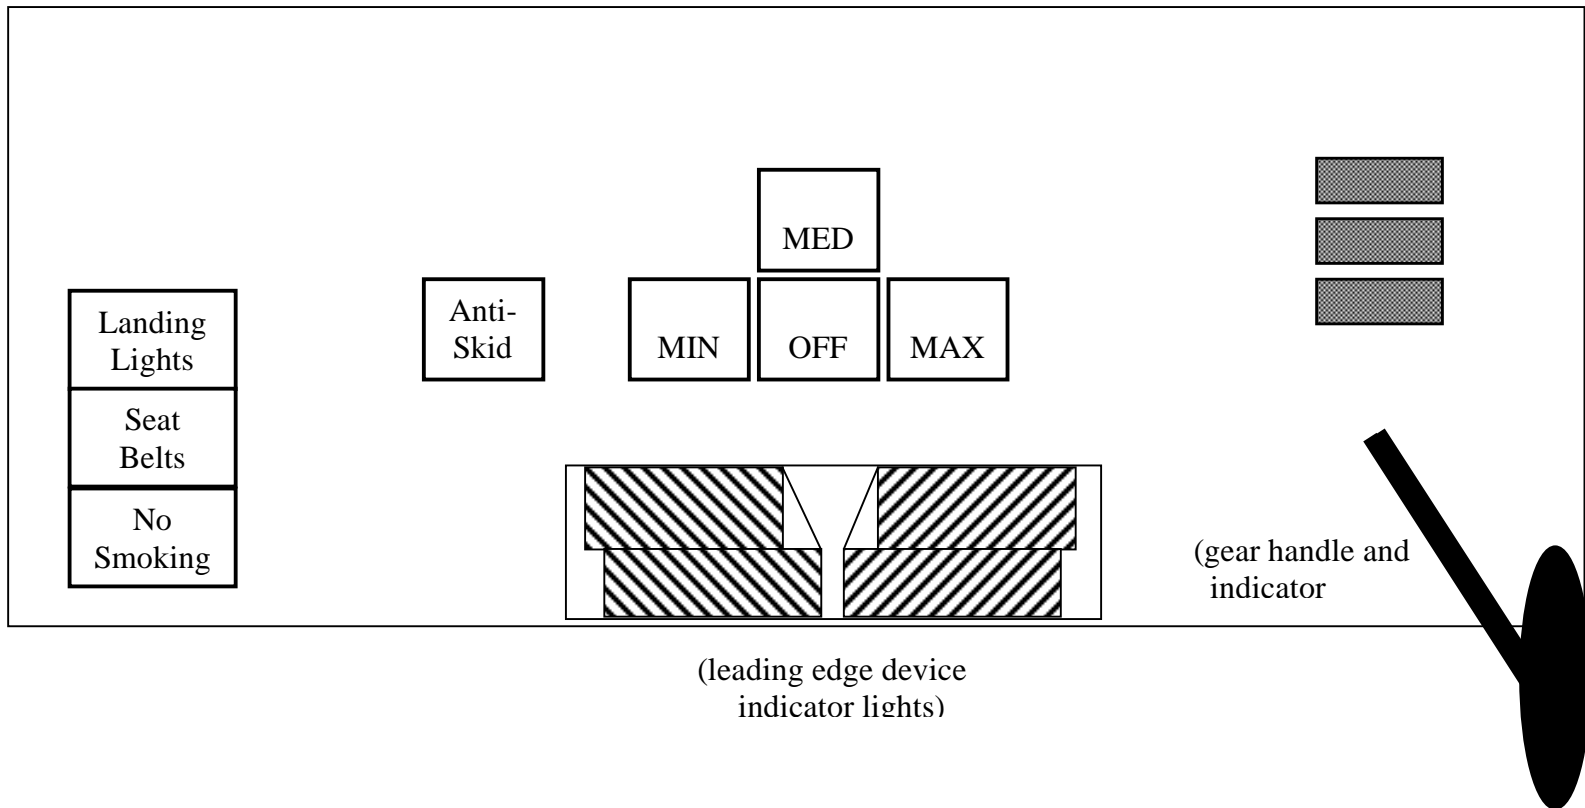 MED
Landing
Lights
Anti-
Skid
MIN
OFF
MAX
Seat
Belts
No
Smoking
(gear handle and
indicator
(leading edge device
indicator lights)